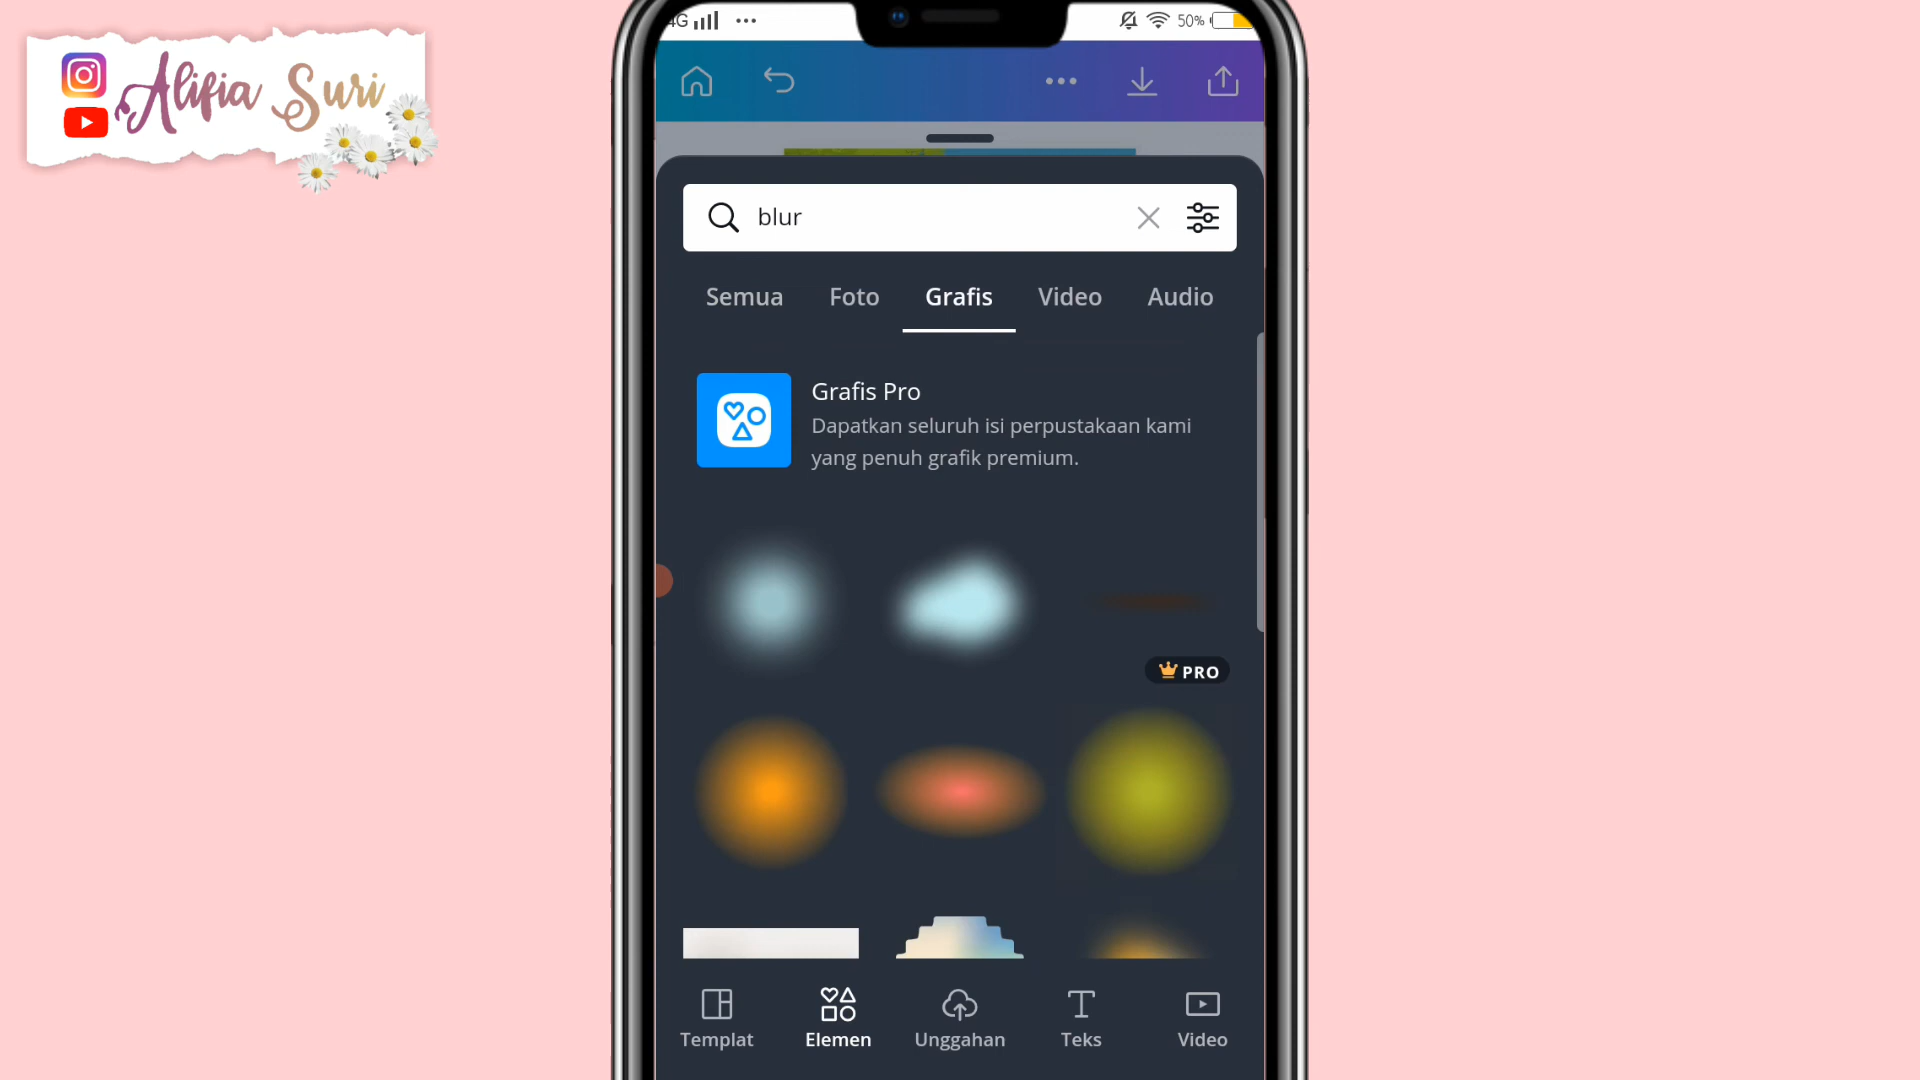 Alifia Suri
4G
50%
blur
Semua Foto Grafis Video Audio
Grafis Pro
Dapatkan seluruh isi perpustakaan kami
yang penuh grafik premium.
PRO
Templat Elemen Unggahan Teks Video